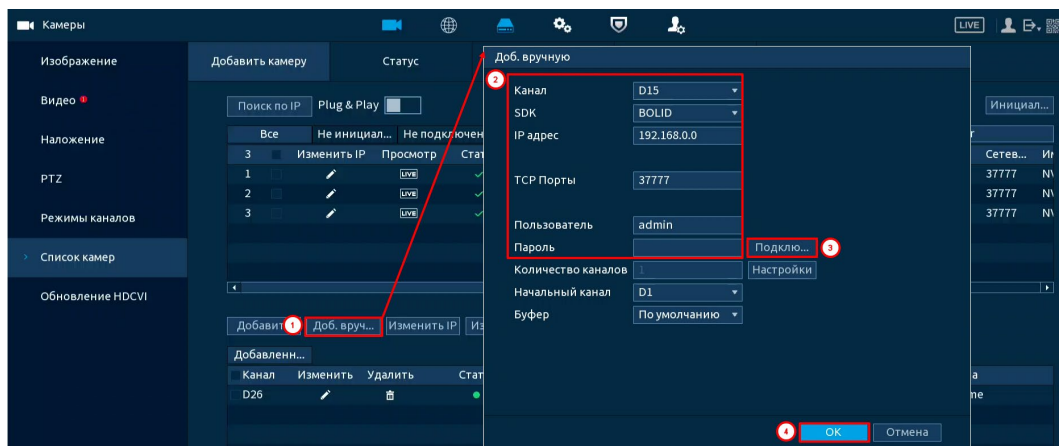 Камеры
LIVE
Изображение
Видео
Наложение
PTZ
Режимы каналов
Список камер
Обновление HDCVI
Добавить камеру
Статус
Поиск по IP
Plug & Play
Инициал...
Все
Не инициал...
Не подключен
3 Изменить IP Просмотр Стат Сетев...
1 LIVE 37777
2 LIVE 37777
3 LIVE 37777
1
Доб. вруч...
Изменить IP
Добавленн...
Канал Изменить Удалить Стат
D26
Доб. вручную
2
Канал D15
SDK BOLID
IP адрес 192.168.0.0
TCP Порты 37777
Пользователь admin
Пароль
Подклю...
3
Количество каналов 1
Настройки
Начальный канал D1
Буфер По умолчанию
4
OK
Отмена